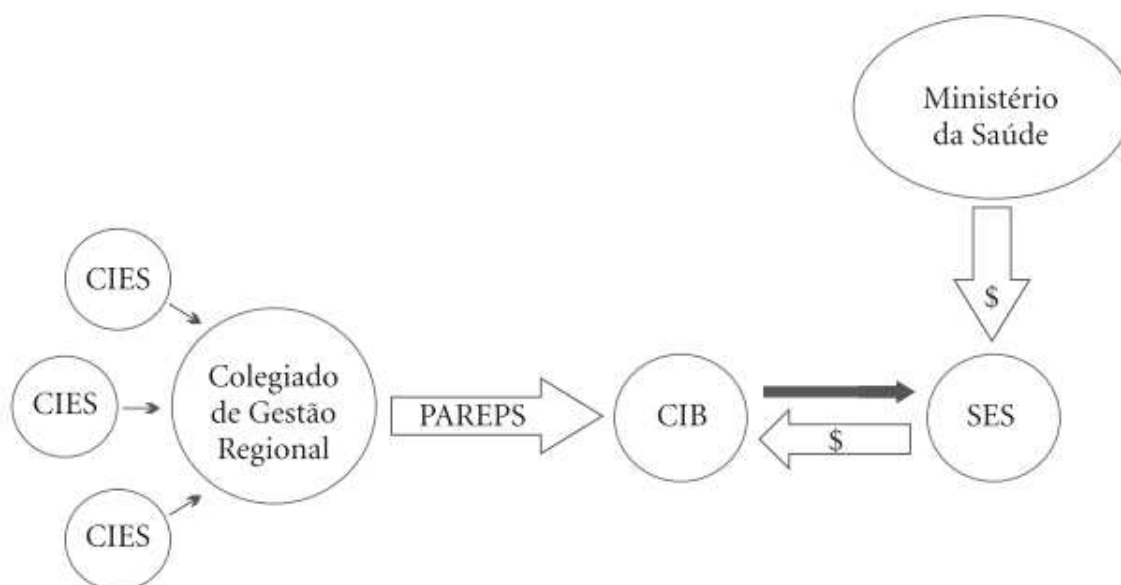 Ministério
da Saúde
$
CIES
CIES
CIES
Colegiado
de Gestão
Regional
PAREPS
CIB
$
SES